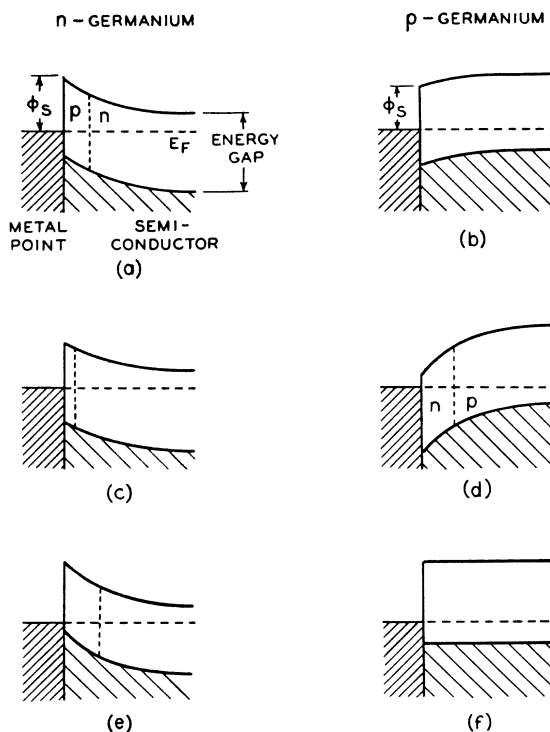 n – GERMANIUM
p – GERMANIUM
ϕS
p
n
EF
ENERGY
GAP
METAL
POINT
SEMI-
CONDUCTOR
(a)
ϕS
(b)
(c)
n
p
(d)
(e)
(f)